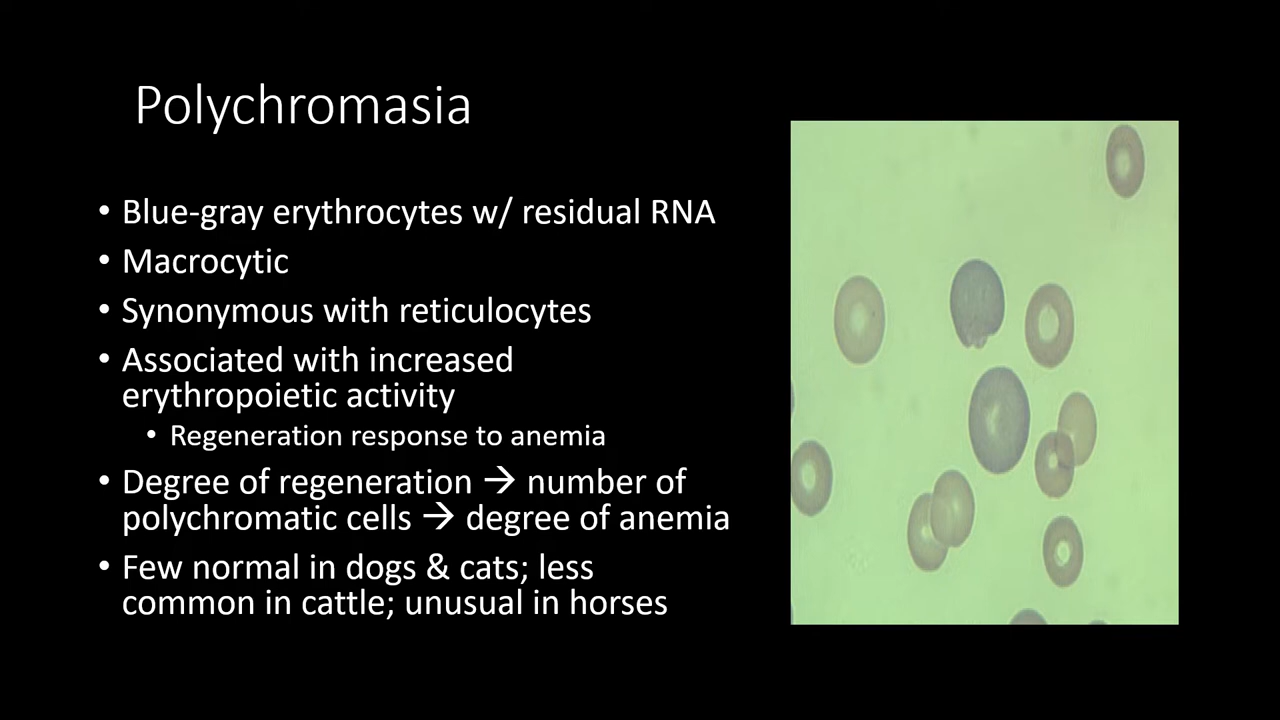 Polychromasia
• Blue-gray erythrocytes w/ residual RNA
• Macrocytic
• Synonymous with reticulocytes
• Associated with increased
erythropoietic activity
• Regeneration response to anemia
• Degree of regeneration → number of
polychromatic cells → degree of anemia
• Few normal in dogs & cats; less
common in cattle; unusual in horses